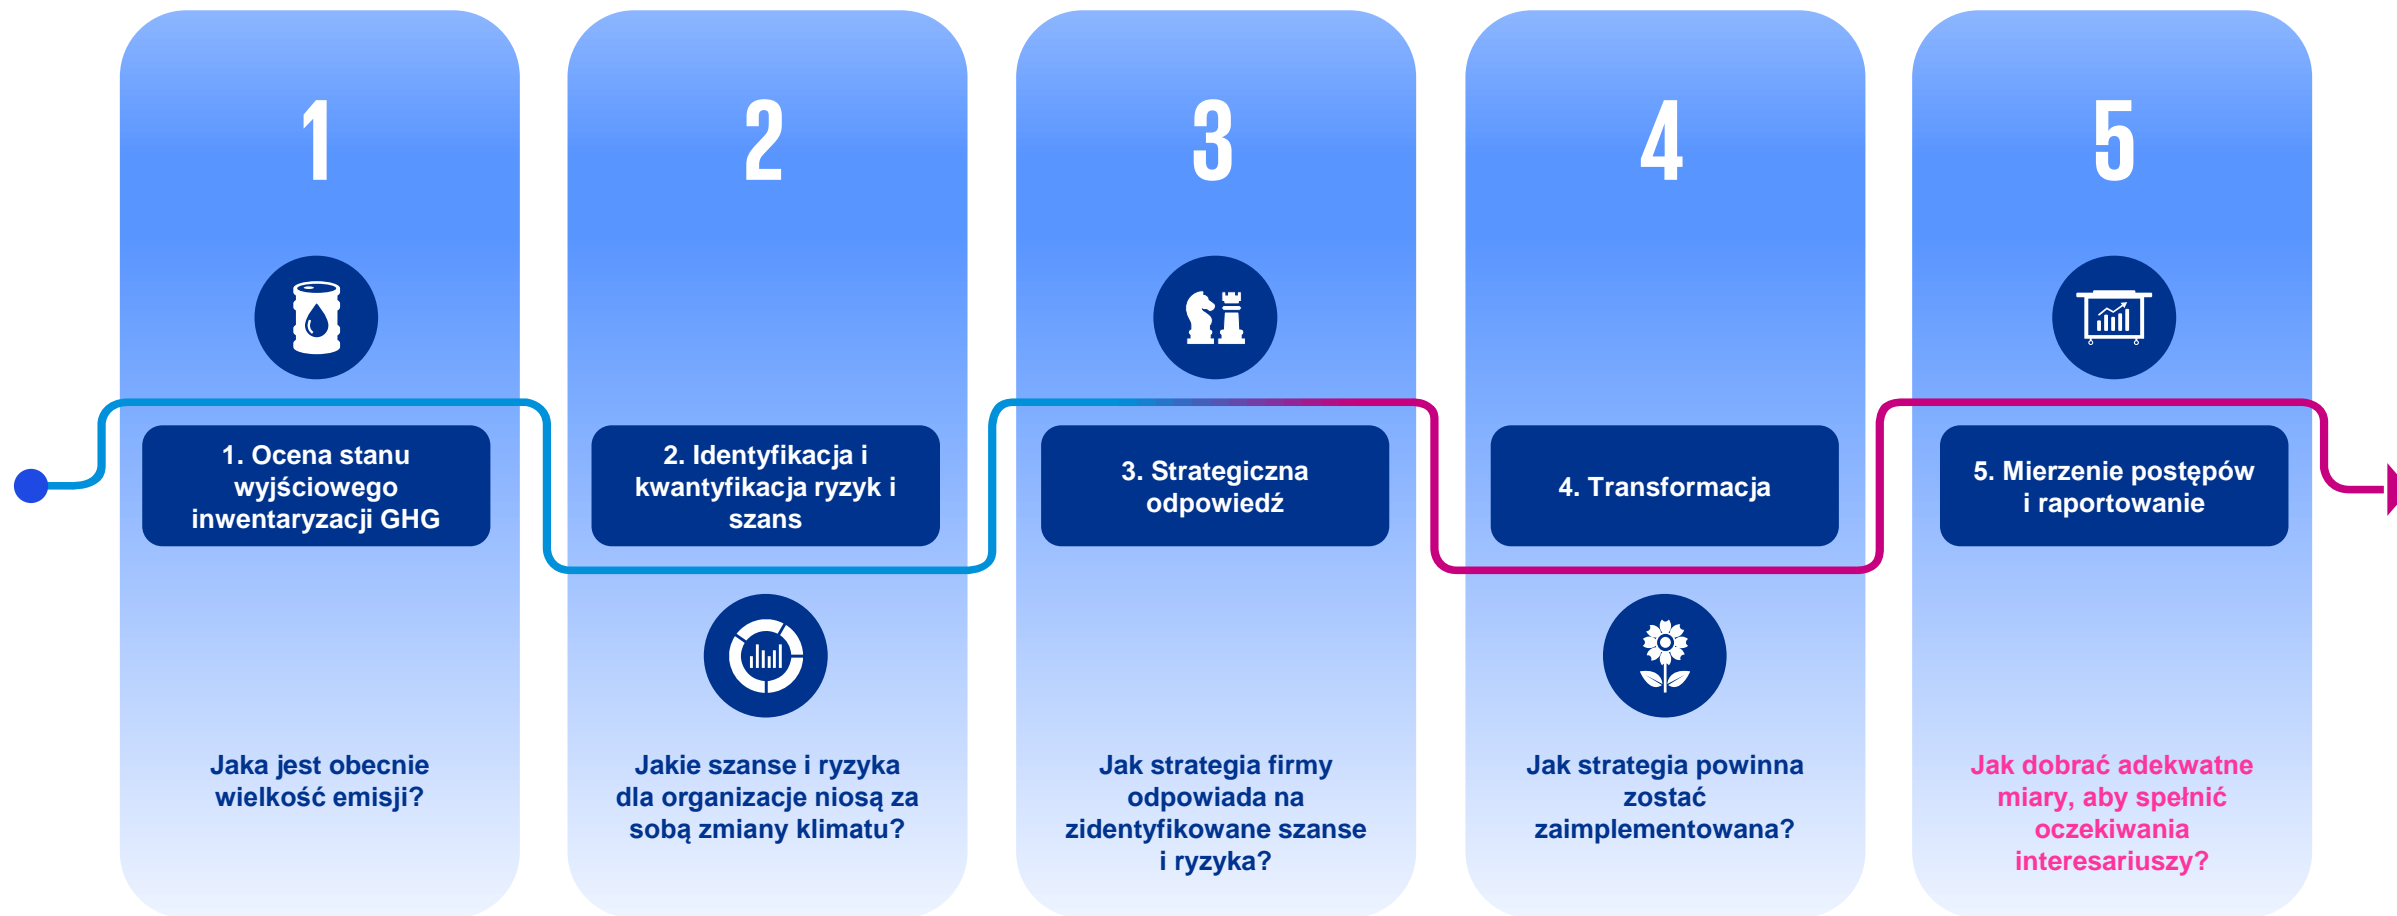 1
1. Ocena stanu
wyjściowego
inwentaryzacji GHG
Jaka jest obecnie
wielkość emisji?
2
2. Identyfikacja i
kwantyfikacja ryzyk i
szans
Jakie szanse i ryzyka
dla organizacje niosą za
sobą zmiany klimatu?
3
3. Strategiczna
odpowiedź
Jak strategia firmy
odpowiada na
zidentyfikowane szanse
i ryzyka?
4
4. Transformacja
Jak strategia powinna
zostać
zaimplementowana?
5
5. Mierzenie postępów
i raportowanie
Jak dobrać adekwatne
miary, aby spełnić
oczekiwania
interesariuszy?